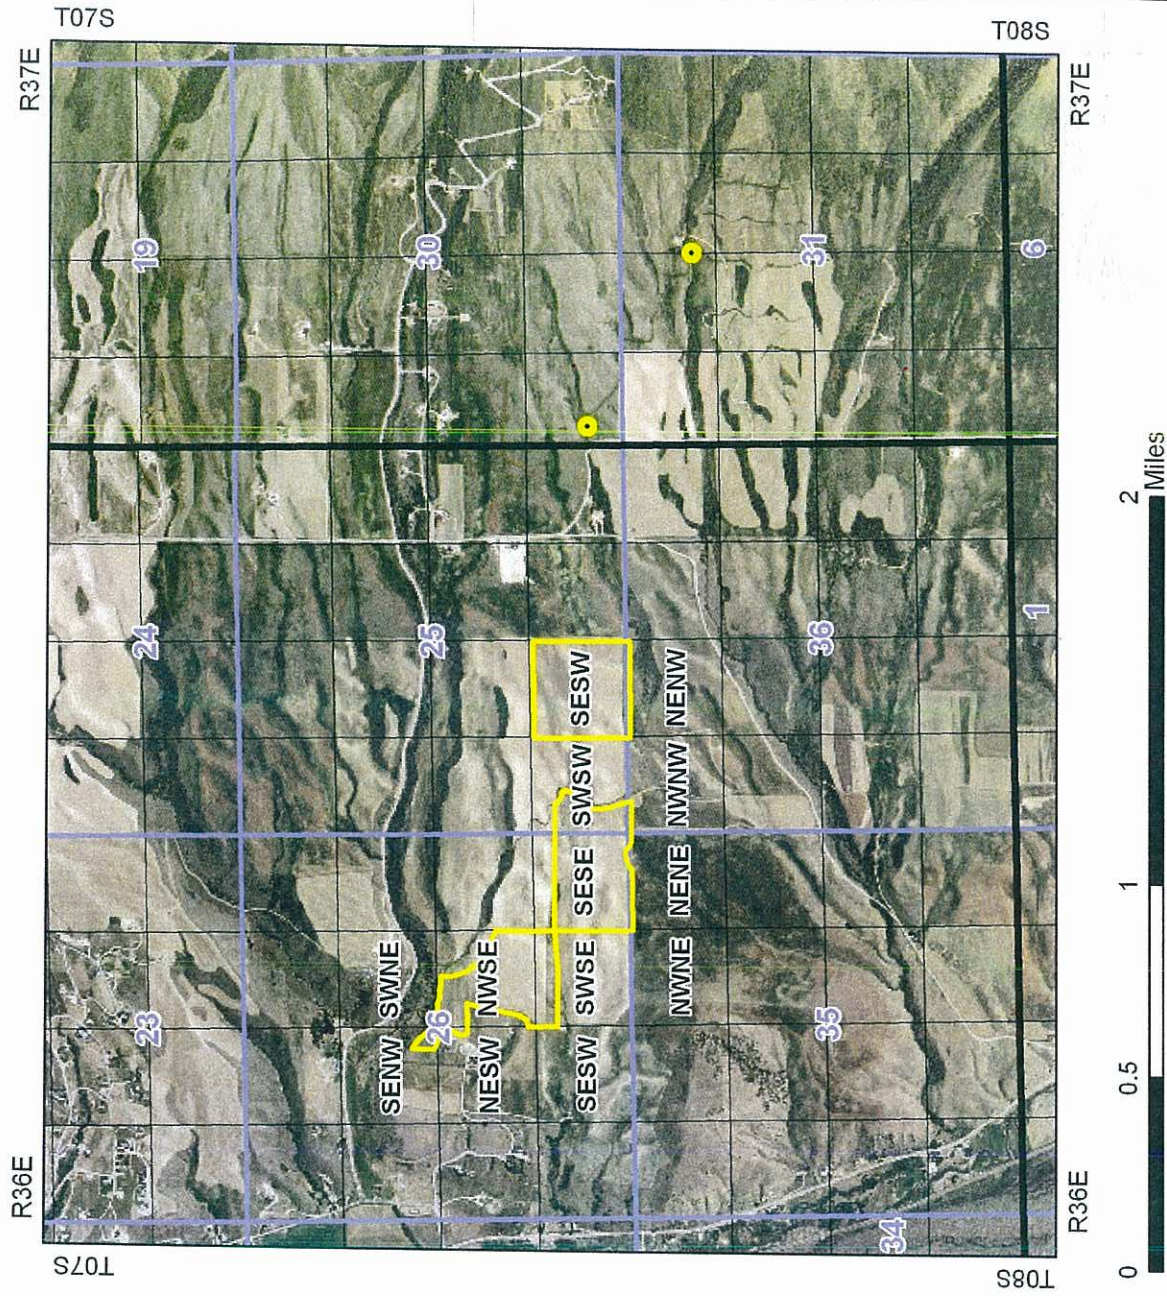 R36E R37E
T07S T07S
23 24 19
SENW SWNE
26 25 30
NESW NWSE
SESW SWSE SESE SWSW SESW
NWNE NENE NWNW NENW
35 36 31
34
1 6
T08S T08S
R36E R37E
0 0.5 1 2
Miles